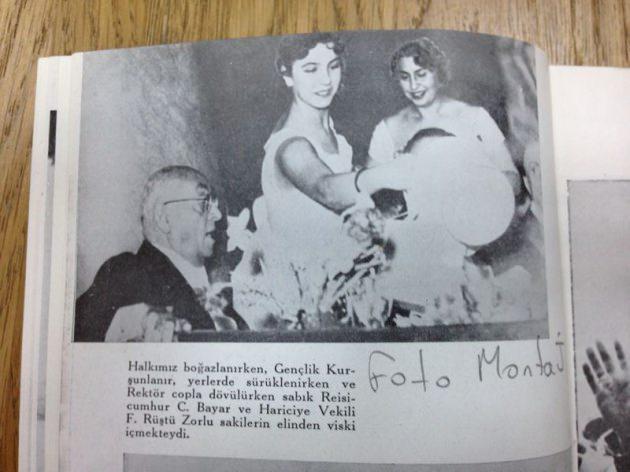 Halkımız boğazlanırken, Gençlik Kur-
şunlanır, yerlerde sürüklenirken ve
Rektör copla dövülürken sabık Reisi-
cumhur C. Bayar ve Hariciye Vekili
F. Rüştü Zorlu sakilerin elinden viski
içmekteydi.
Foto Montaj